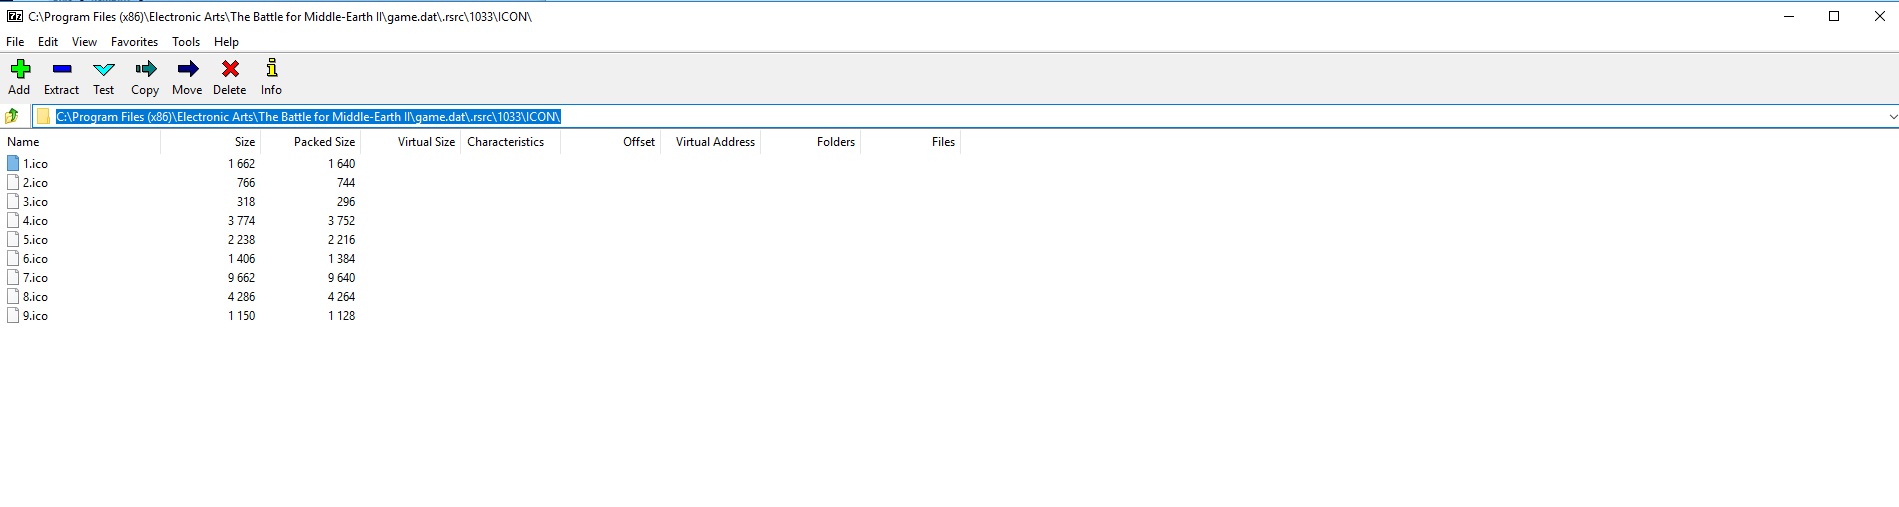 C:\Program Files (x86)\Electronic Arts\The Battle for Middle-Earth II\game.dat\.rsrc\1033\ICON\
File Edit View Favorites Tools Help
Add Extract Test Copy Move Delete Info
C:\Program Files (x86)\Electronic Arts\The Battle for Middle-Earth II\game.dat\.rsrc\1033\ICON\
Name Size Packed Size Virtual Size Characteristics Offset Virtual Address Folders Files
1.ico 1 662 1 640
2.ico 766 744
3.ico 318 296
4.ico 3 774 3 752
5.ico 2 238 2 216
6.ico 1 406 1 384
7.ico 9 662 9 640
8.ico 4 286 4 264
9.ico 1 150 1 128